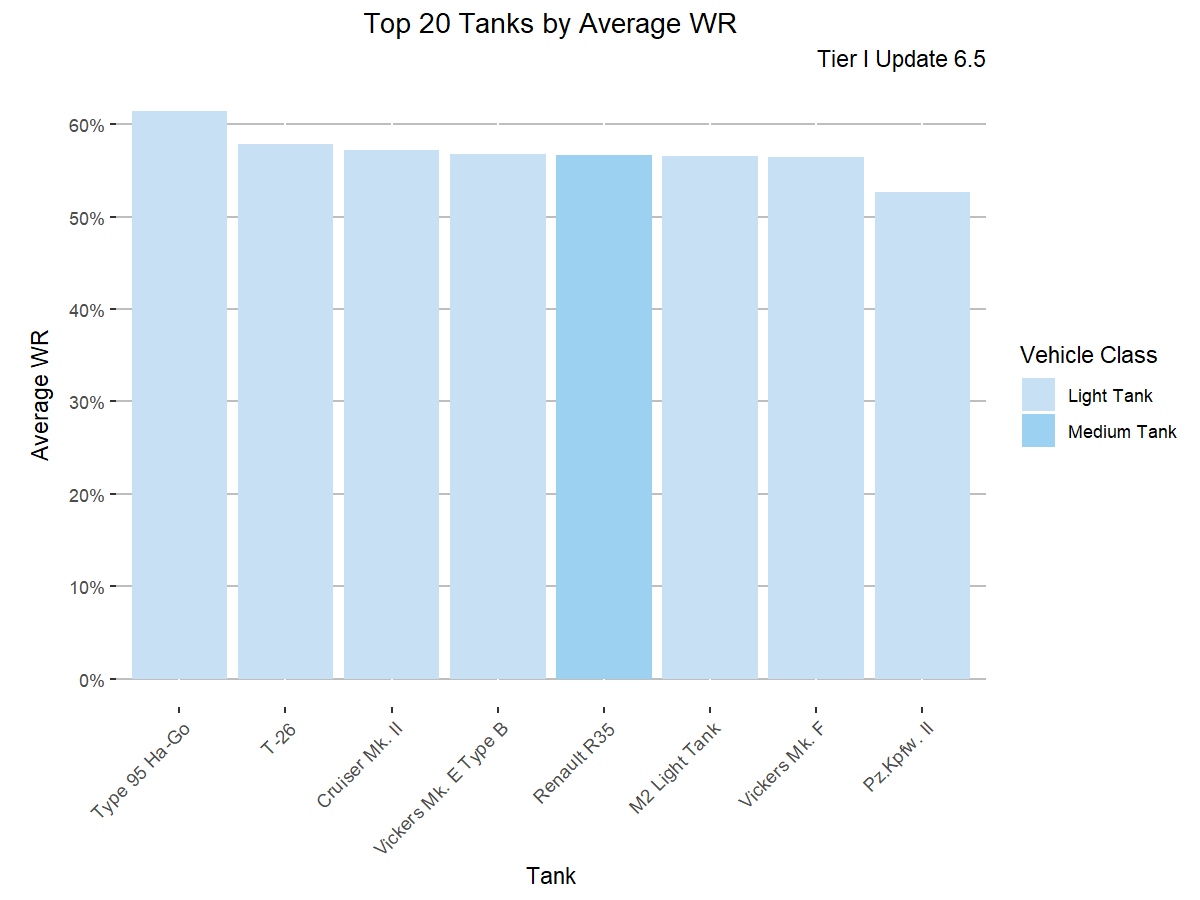 Top 20 Tanks by Average WR
Tier I Update 6.5
Average WR
60%
50%
40%
30%
20%
10%
0%
Type 95 Ha-Go
T-26
Cruiser Mk. II
Vickers Mk. E Type B
Renault R35
M2 Light Tank
Vickers Mk. F
Pz.Kpfw. II
Tank
Vehicle Class
Light Tank
Medium Tank